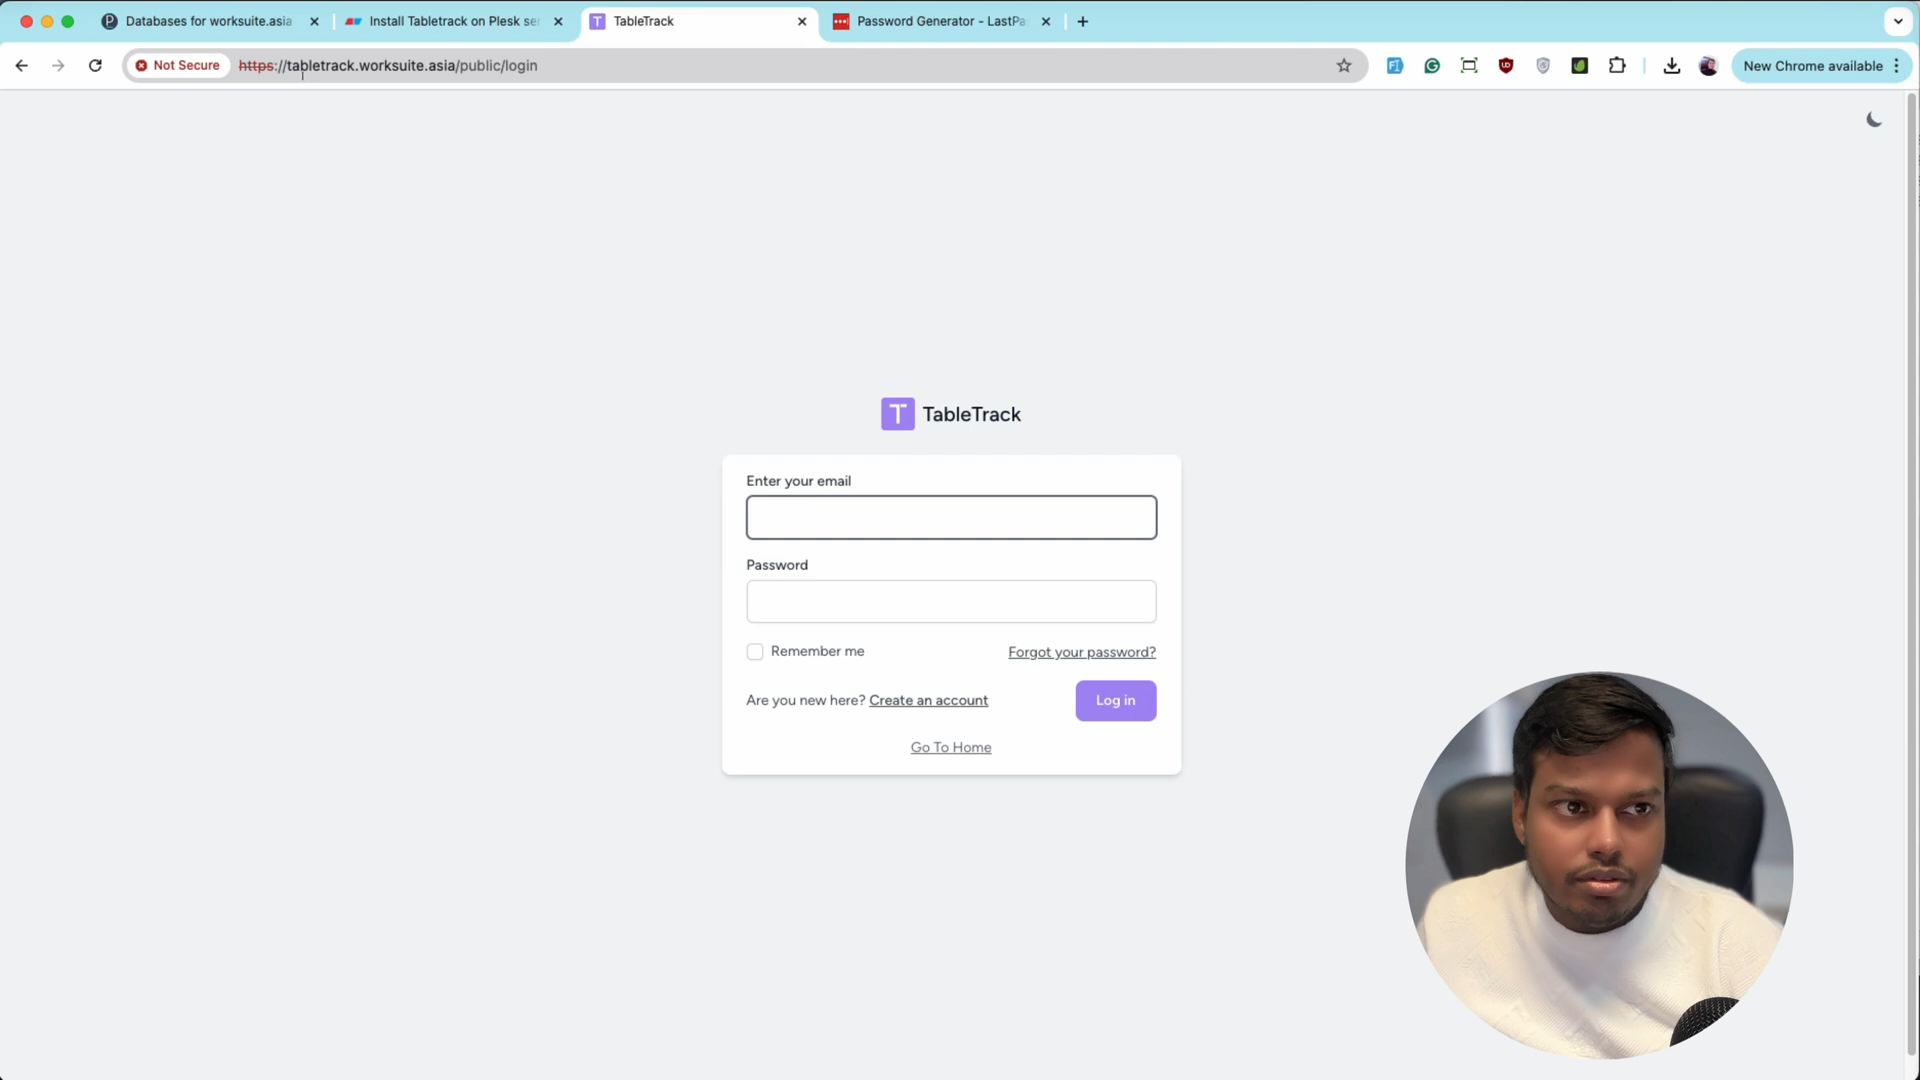 Databases for worksuite.asia
Install Tabletrack on Plesk ser
TableTrack
Password Generator - LastPa
Not Secure
https://tabletrack.worksuite.asia/public/login
New Chrome available
T TableTrack
Enter your email
Password
Remember me
Forgot your password?
Are you new here? Create an account
Log in
Go To Home